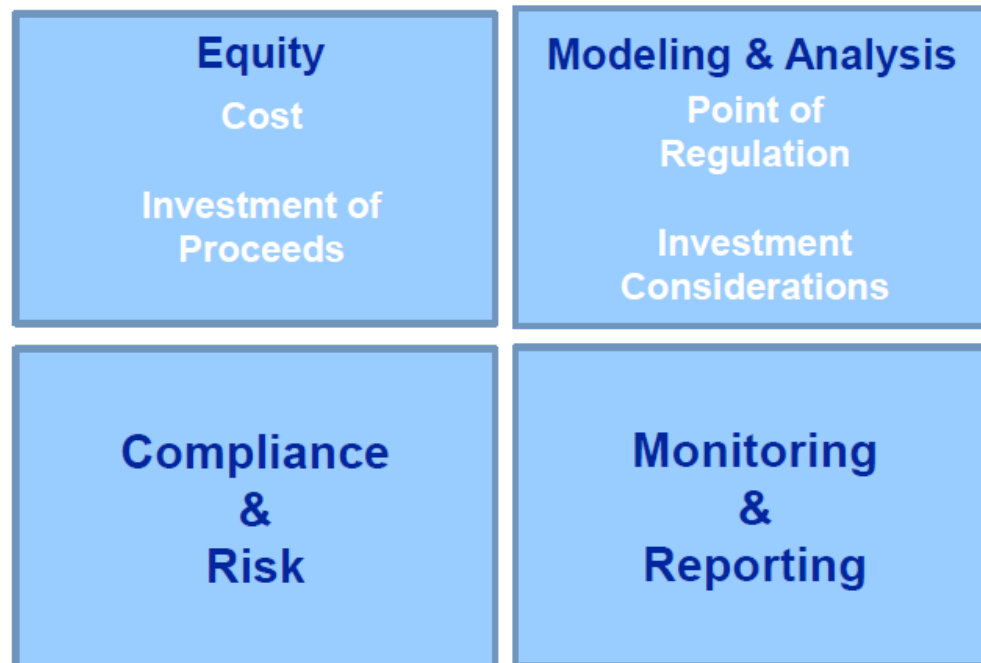 Equity
Cost
Investment of
Proceeds
Modeling & Analysis
Point of
Regulation
Investment
Considerations
Compliance
&
Risk
Monitoring
&
Reporting